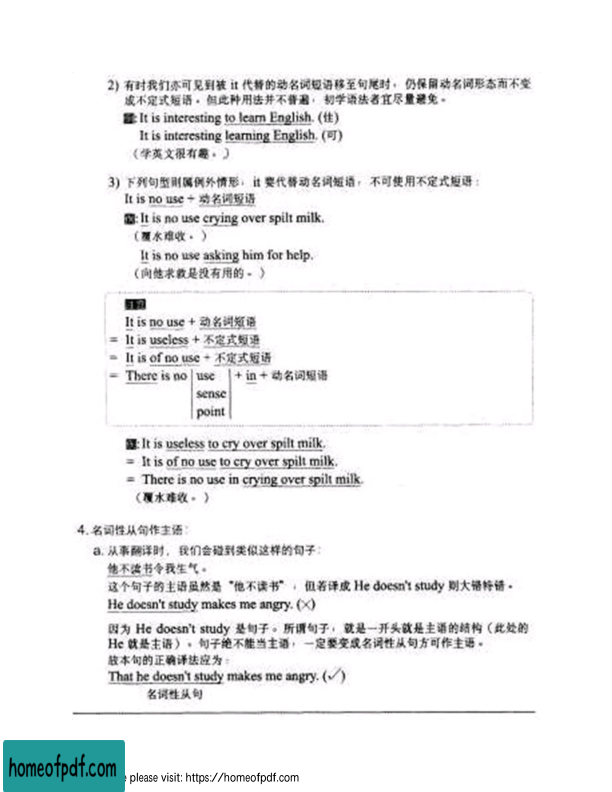 2) 有时我们亦可见到被 it 代替的动名词短语移至句尾时，仍保留动名词形态而不变
成不定式短语。但此种用法并不普遍，初学语法者宜尽量避免。
例: It is interesting to learn English. (佳)
It is interesting learning English. (可)
(学英文很有趣。)
3) 下列句型则属例外情形，it 要代替动名词短语，不可使用不定式短语：
It is no use + 动名词短语
例: It is no use crying over spilt milk.
(覆水难收。)
It is no use asking him for help.
(向他求救是没有用的。)
注意
It is no use + 动名词短语
= It is useless + 不定式短语
= It is of no use + 不定式短语
= There is no use + in + 动名词短语
sense
point
例: It is useless to cry over spilt milk.
= It is of no use to cry over spilt milk.
= There is no use in crying over spilt milk.
(覆水难收。)
4. 名词性从句作主语：
a. 从事翻译时，我们会碰到类似这样的句子：
他不读书令我生气。
这个句子的主语虽然是“他不读书”，但若译成 He doesn't study 则大错特错。
He doesn't study makes me angry. (×)
因为 He doesn't study 是句子。所谓句子，就是一开头就是主语的结构（此处的
He 就是主语）。句子绝不能当主语，一定要变成名词性从句方可作主语。
故本句的正确译法应为：
That he doesn't study makes me angry. (✓)
名词性从句
homeofpdf.com
e please visit: https://homeofpdf.com